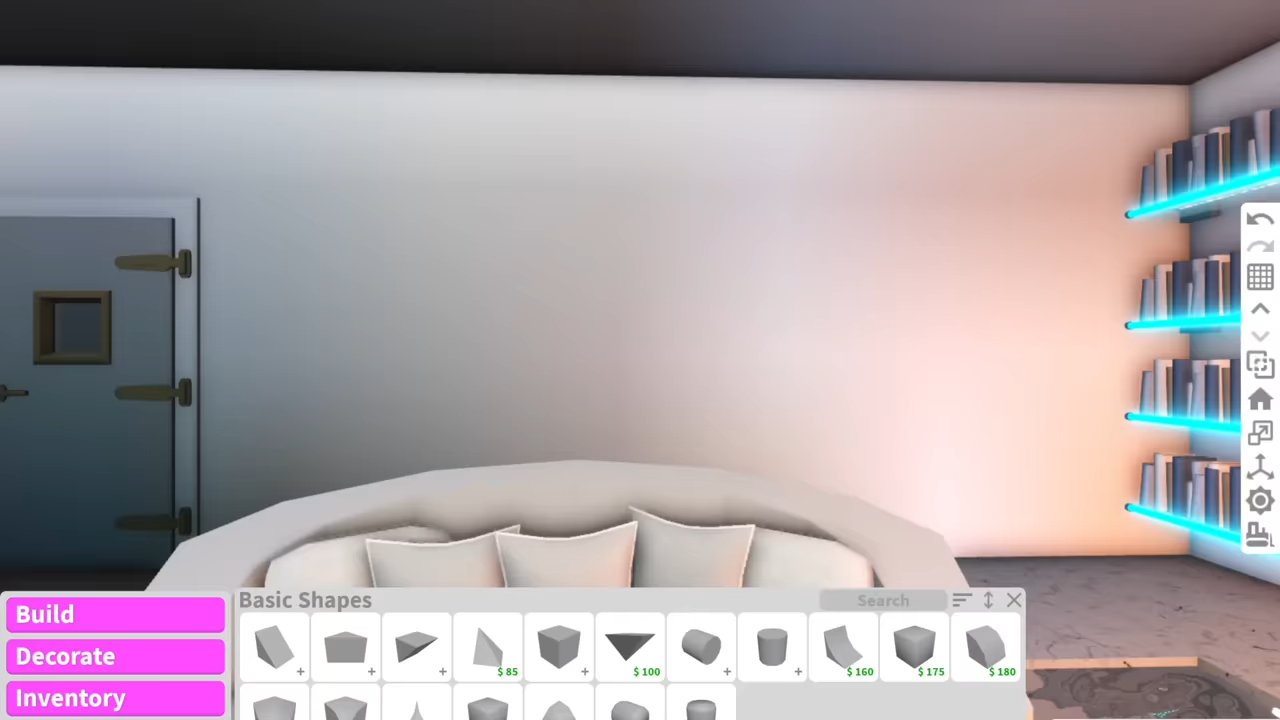 Basic Shapes
Search
+
+
+
$ 85
+
$ 100
+
+
$ 160
$ 175
$ 180
Build
Decorate
Inventory